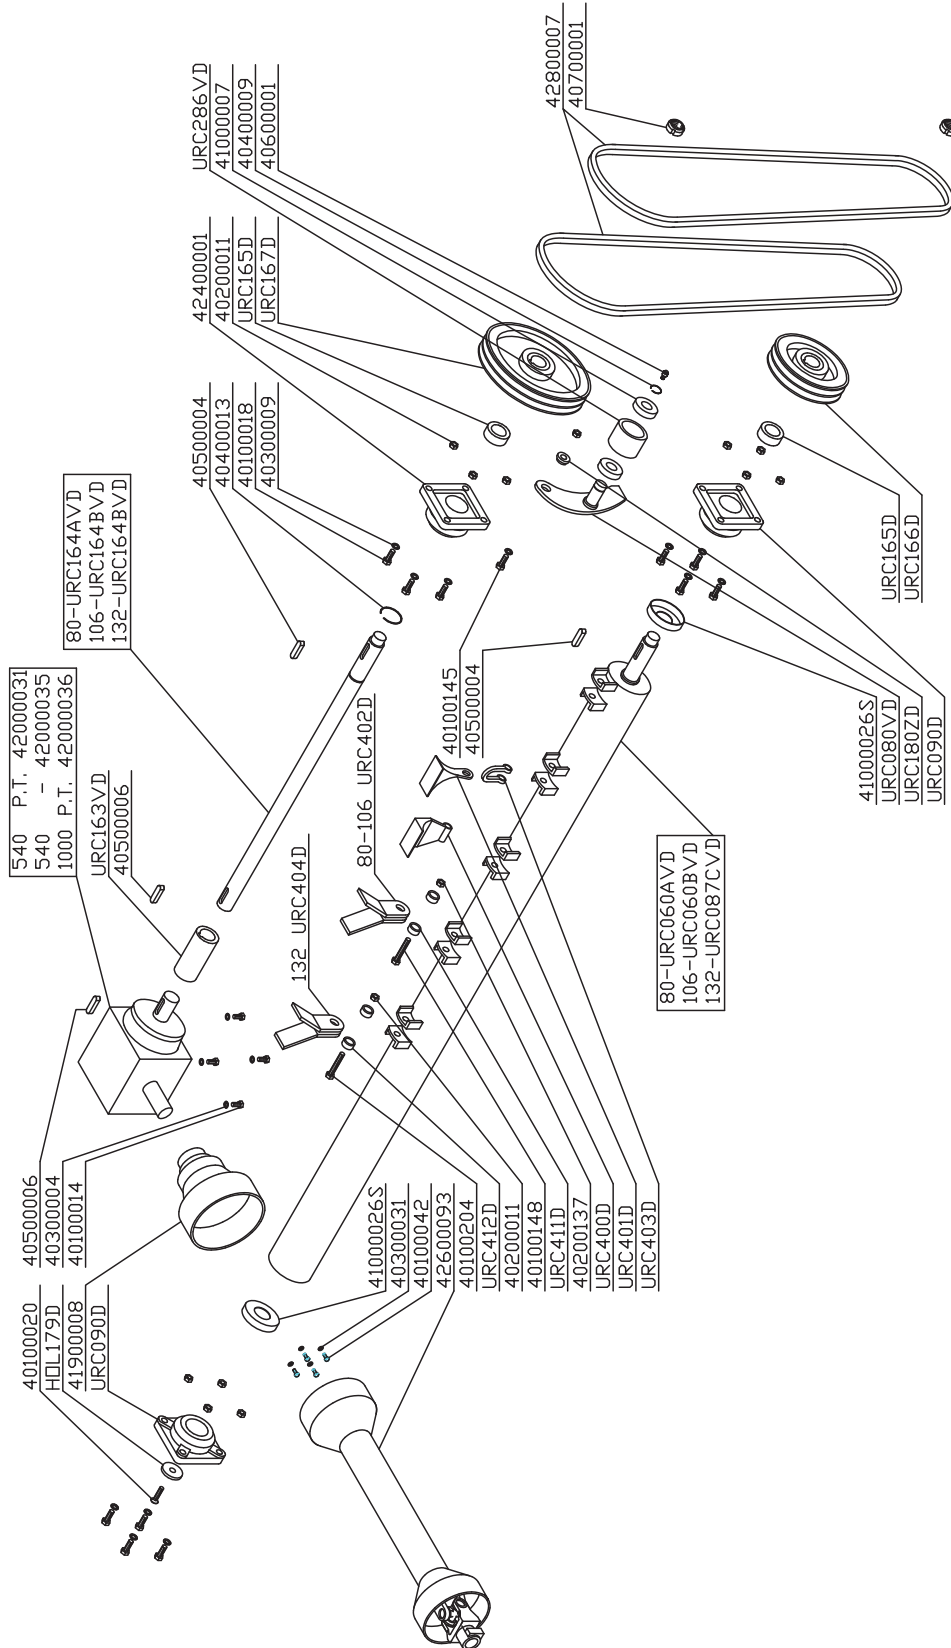 40100020
HOL179D
41900008
URC090D
40500006
40300004
40100014
540 P.T. 42000031
540 - 42000035
1000 P.T. 42000036
URC163VD
40500006
80-URC164AVD
106-URC164BVD
132-URC164BVD
40500004
40400013
40100018
40300009
42400001
40200011
URC165D
URC167D
URC286VD
41000007
40400009
40600001
42800007
40700001
132 URC404D
80-106 URC402D
40100145
40500004
41000026S
40300031
40100042
42600093
40100204
URC412D
40200011
40100148
URC411D
40200137
URC400D
URC401D
URC403D
80-URC060AVD
106-URC060BVD
132-URC087CVD
41000026S
URC080VD
URC180ZD
URC090D
URC165D
URC166D